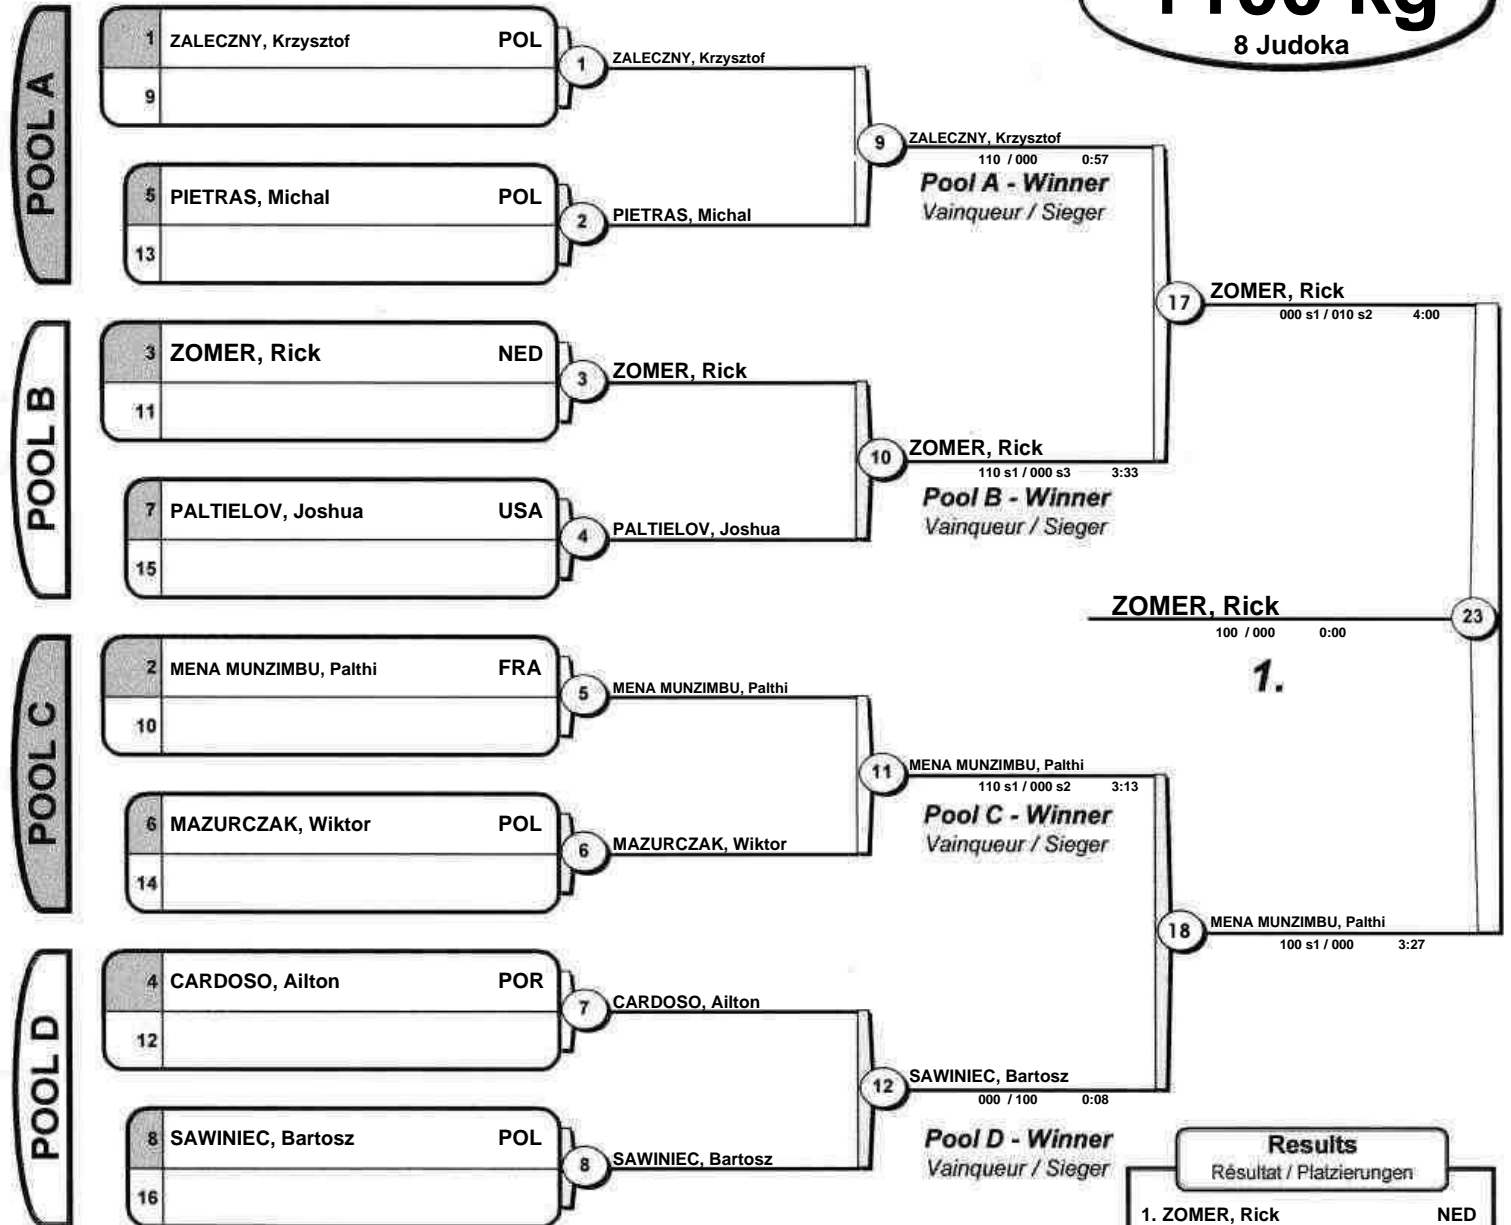 8 Judoka
POOL A
1 ZALECZNY, Krzysztof POL
9
1 ZALECZNY, Krzysztof
5 PIETRAS, Michal POL
13
2 PIETRAS, Michal
9 ZALECZNY, Krzysztof
110 / 000 0:57
Pool A - Winner
Vainqueur / Sieger
POOL B
3 ZOMER, Rick NED
11
3 ZOMER, Rick
7 PALTIELOV, Joshua USA
15
4 PALTIELOV, Joshua
10 ZOMER, Rick
110 s1 / 000 s3 3:33
Pool B - Winner
Vainqueur / Sieger
17 ZOMER, Rick
000 s1 / 010 s2 4:00
ZOMER, Rick 23
100 / 000 0:00
1.
POOL C
2 MENA MUNZIMBU, Palthi FRA
10
5 MENA MUNZIMBU, Palthi
6 MAZURCZAK, Wiktor POL
14
6 MAZURCZAK, Wiktor
11 MENA MUNZIMBU, Palthi
110 s1 / 000 s2 3:13
Pool C - Winner
Vainqueur / Sieger
18 MENA MUNZIMBU, Palthi
100 s1 / 000 3:27
POOL D
4 CARDOSO, Ailton POR
12
7 CARDOSO, Ailton
8 SAWINIEC, Bartosz POL
16
8 SAWINIEC, Bartosz
12 SAWINIEC, Bartosz
000 / 100 0:08
Pool D - Winner
Vainqueur / Sieger
Results
Résultat / Platzierungen
1. ZOMER, Rick NED